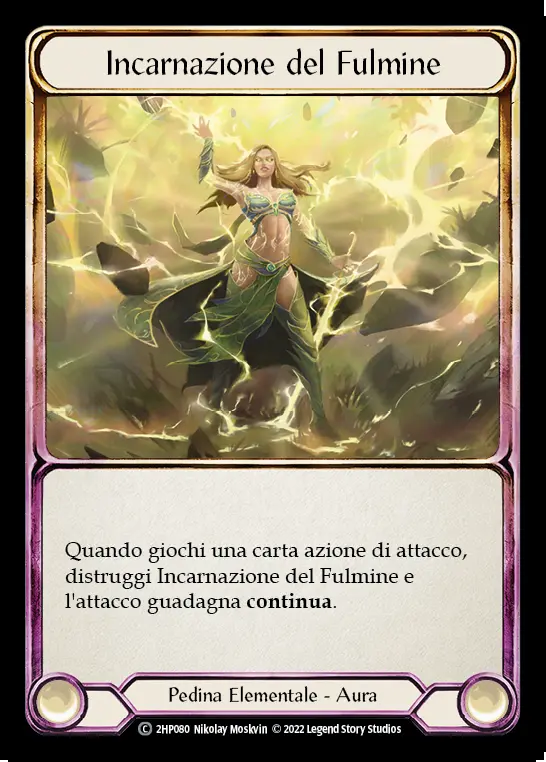 Incarnazione del Fulmine
Quando giochi una carta azione di attacco,
distruggi Incarnazione del Fulmine e
l'attacco guadagna continua.
Pedina Elementale - Aura
C 2HP080 Nikolay Moskvin © 2022 Legend Story Studios